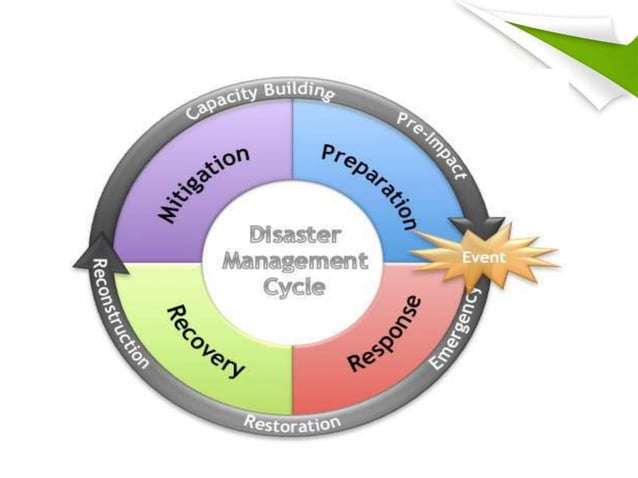 Capacity Building
Pre-Impact
Mitigation
Preparation
Disaster
Management
Cycle
Event
Reconstruction
Recovery
Response
Emergency
Restoration